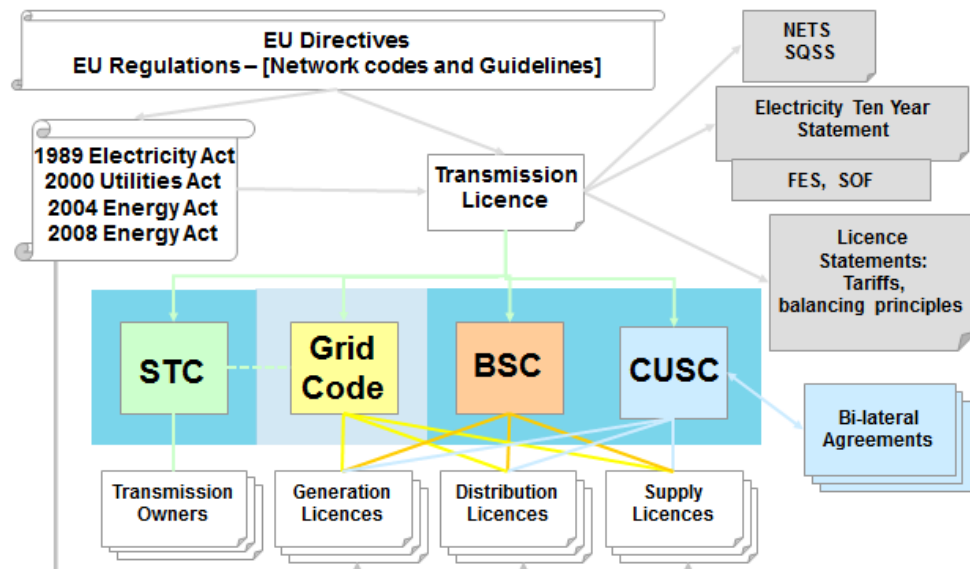 EU Directives
EU Regulations – [Network codes and Guidelines]
NETS
SQSS
Electricity Ten Year
Statement
FES, SOF
1989 Electricity Act
2000 Utilities Act
2004 Energy Act
2008 Energy Act
Transmission
Licence
Licence
Statements:
Tariffs,
balancing principles
STC
Grid
Code
BSC
CUSC
Bi-lateral
Agreements
Transmission
Owners
Generation
Licences
Distribution
Licences
Supply
Licences